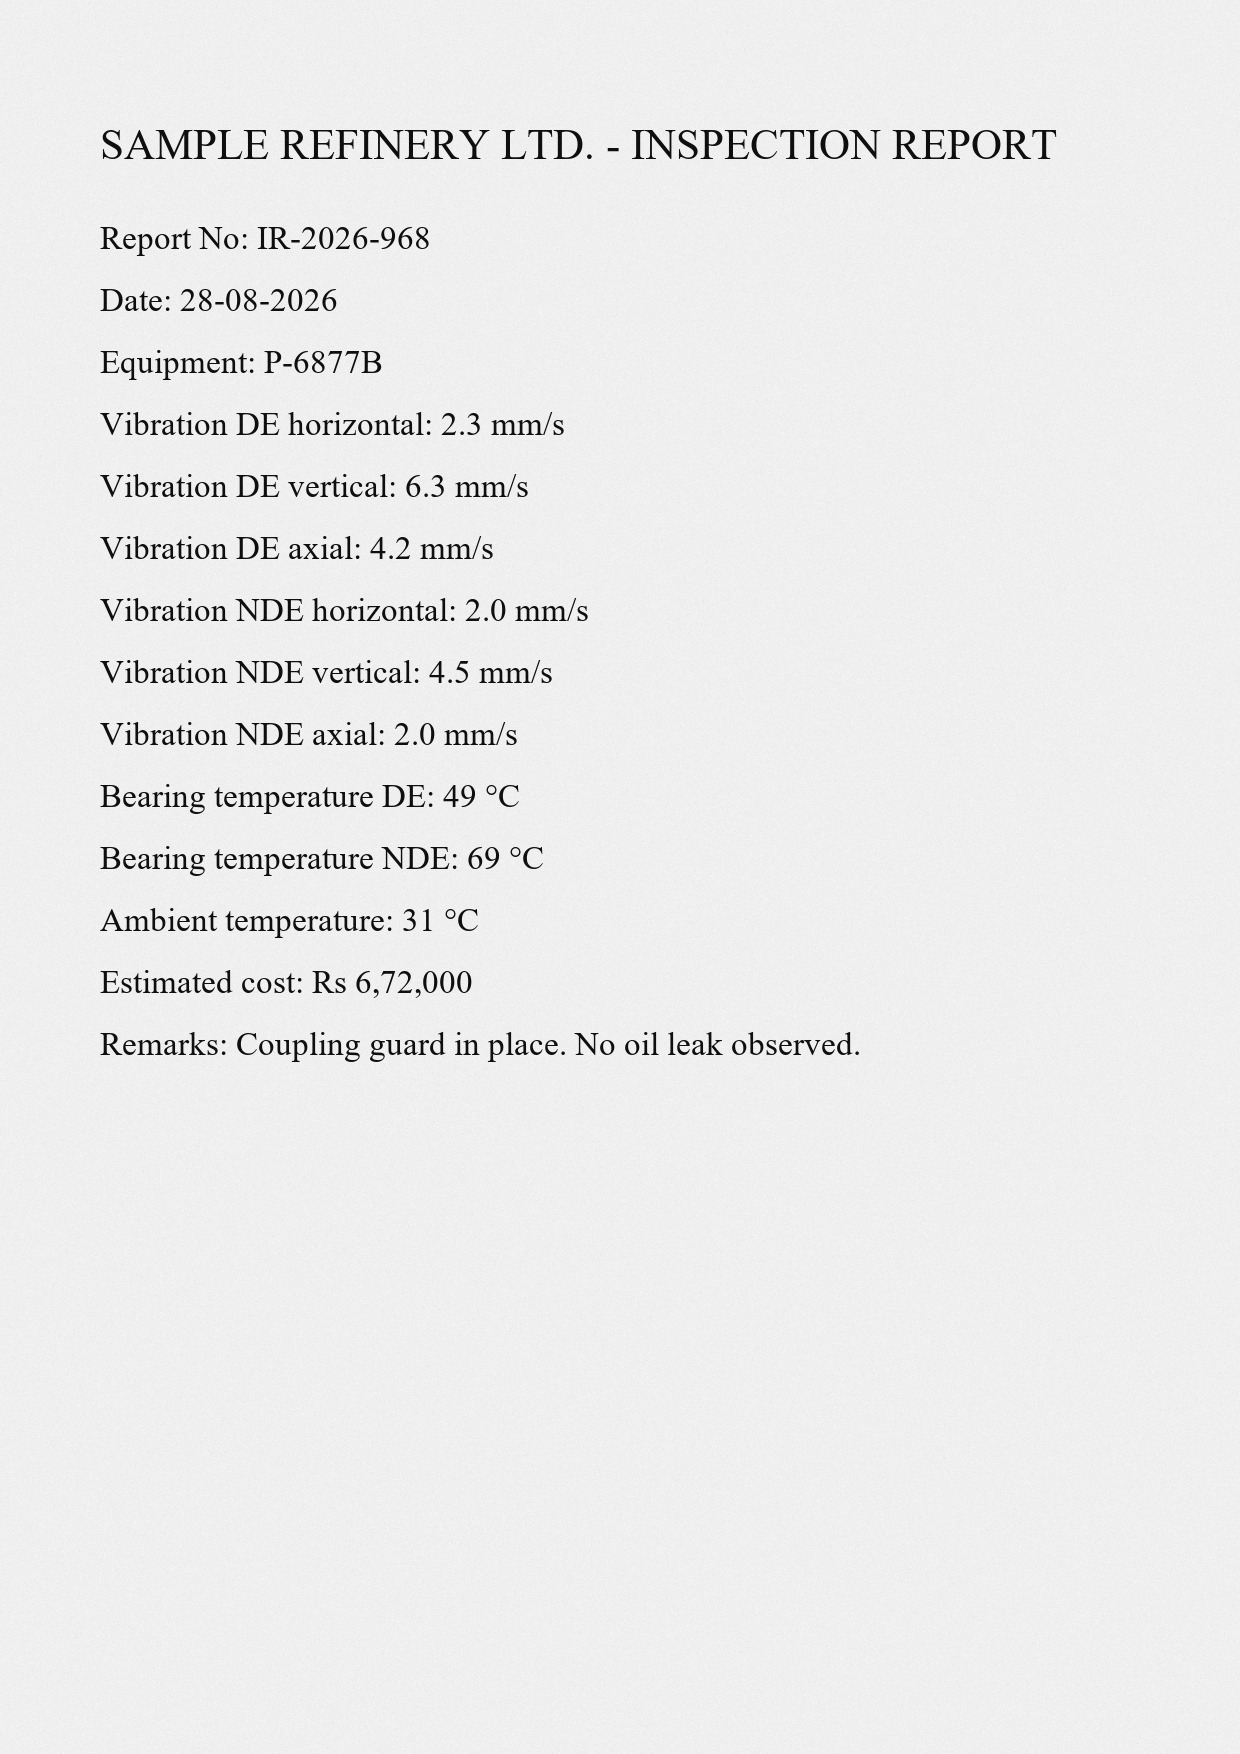 SAMPLE REFINERY LTD. - INSPECTION REPORT
Report No: IR-2026-968
Date: 28-08-2026
Equipment: P-6877B
Vibration DE horizontal: 2.3 mm/s
Vibration DE vertical: 6.3 mm/s
Vibration DE axial: 4.2 mm/s
Vibration NDE horizontal: 2.0 mm/s
Vibration NDE vertical: 4.5 mm/s
Vibration NDE axial: 2.0 mm/s
Bearing temperature DE: 49 °C
Bearing temperature NDE: 69 °C
Ambient temperature: 31 °C
Estimated cost: Rs 6,72,000
Remarks: Coupling guard in place. No oil leak observed.